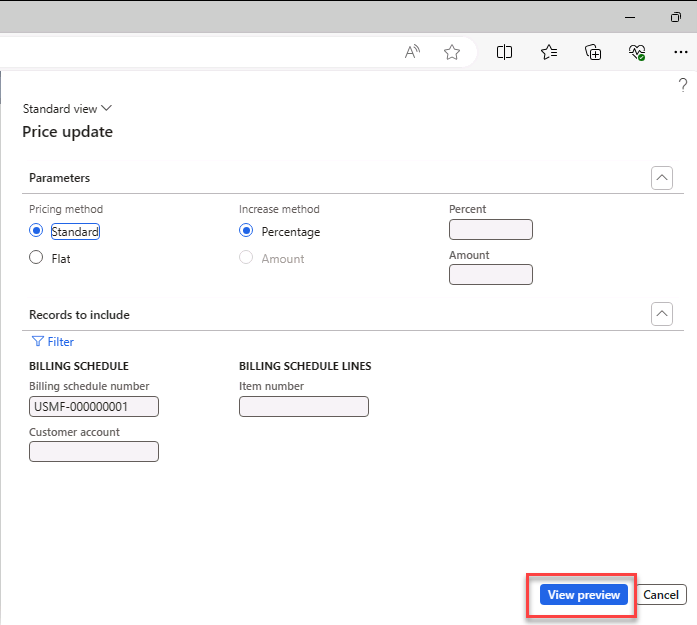 ?
Standard view
Price update
Parameters
Pricing method
Standard
Flat
Increase method
Percentage
Amount
Percent
Amount
Records to include
Filter
BILLING SCHEDULE
Billing schedule number
USMF-000000001
Customer account
BILLING SCHEDULE LINES
Item number
View preview
Cancel